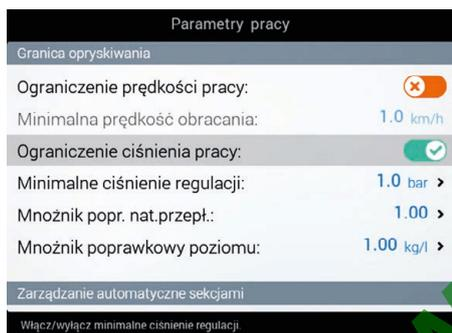 Parametry pracy
Granica opryskiwania
Ograniczenie prędkości pracy:
Minimalna prędkość obracania: 1.0 km/h
Ograniczenie ciśnienia pracy:
Minimalne ciśnienie regulacji: 1.0 bar >
Mnożnik popr. nat.przepł.: 1.00 >
Mnożnik poprawkowy poziomu: 1.00 kg/l >
Zarządzanie automatyczne sekcjami
Włącz/wyłącz minimalne ciśnienie regulacji.